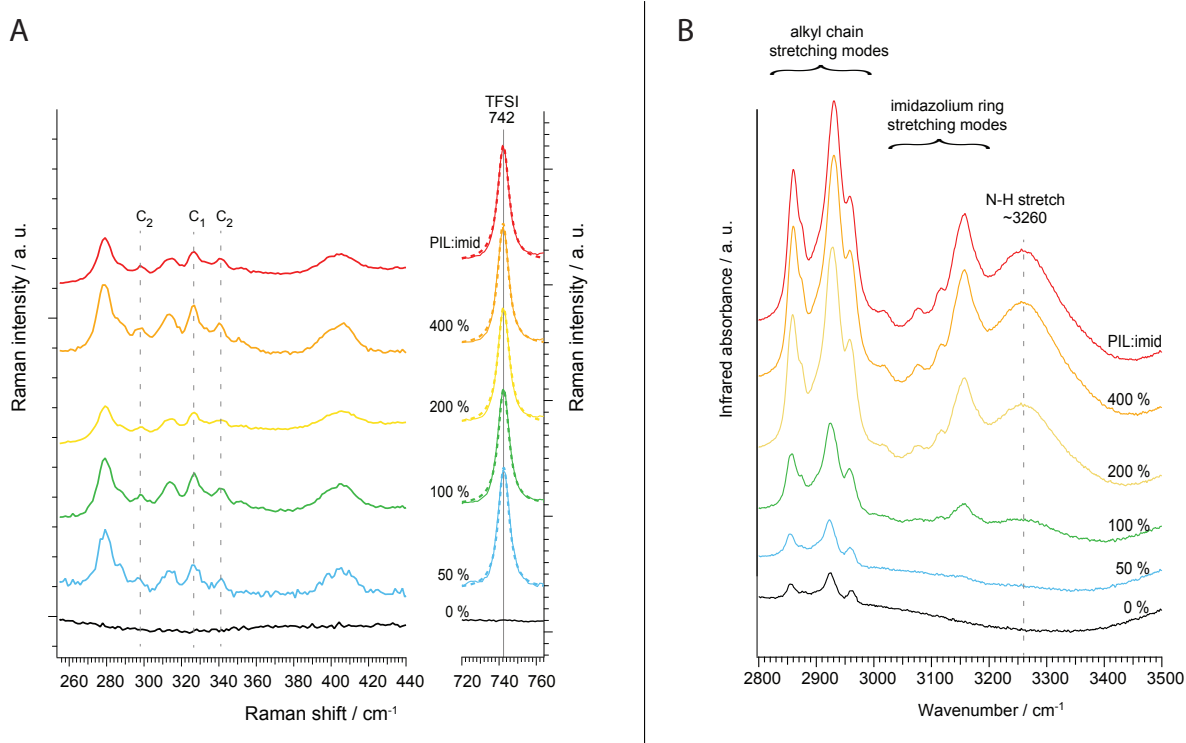 A
Raman intensity / a. u.
C2
C1
C2
TFSI
742
PIL:imid
400 %
200 %
100 %
50 %
0 %
Raman intensity / a. u.
260 280 300 320 340 360 380 400 420 440
720 740 760
Raman shift / cm-1
B
alkyl chain
stretching modes
imidazolium ring
stretching modes
N-H stretch
~3260
Infrared absorbance / a. u.
PIL:imid
400 %
200 %
100 %
50 %
0 %
2800 2900 3000 3100 3200 3300 3400 3500
Wavenumber / cm-1